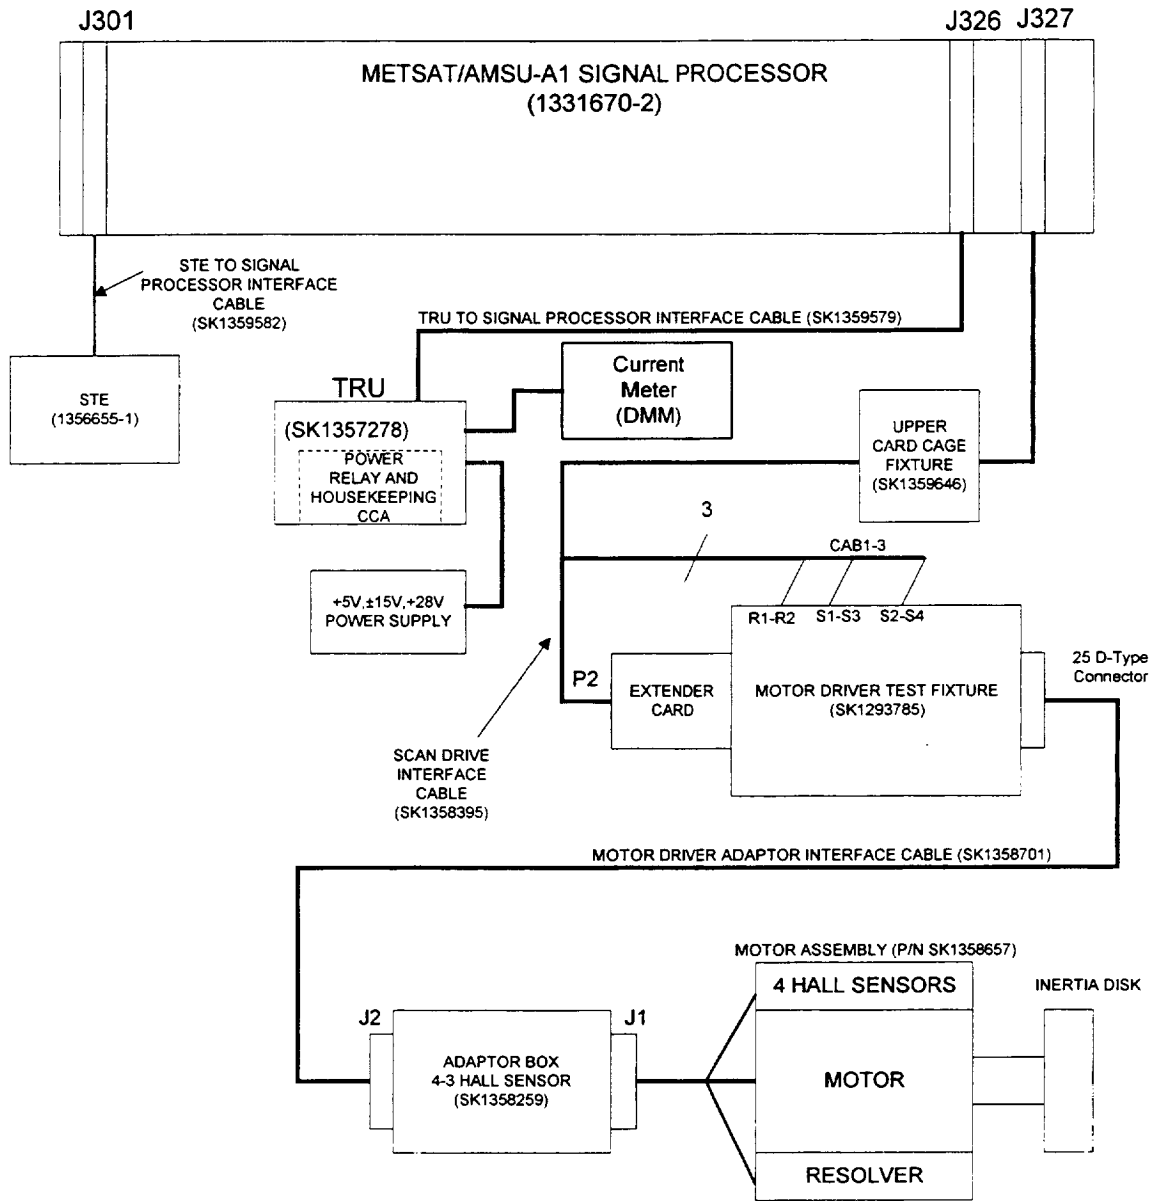 J301
J326
J327
METSAT/AMSU-A1 SIGNAL PROCESSOR
(1331670-2)
STE TO SIGNAL
PROCESSOR INTERFACE
CABLE
(SK1359582)
TRU TO SIGNAL PROCESSOR INTERFACE CABLE (SK1359579)
STE
(1356655-1)
TRU
(SK1357278)
POWER
RELAY AND
HOUSEKEEPING
CCA
Current
Meter
(DMM)
UPPER
CARD CAGE
FIXTURE
(SK1359646)
3
CAB1-3
+5V,±15V,+28V
POWER SUPPLY
R1-R2
S1-S3
S2-S4
P2
EXTENDER
CARD
MOTOR DRIVER TEST FIXTURE
(SK1293785)
25 D-Type
Connector
SCAN DRIVE
INTERFACE
CABLE
(SK1358395)
MOTOR DRIVER ADAPTOR INTERFACE CABLE (SK1358701)
MOTOR ASSEMBLY (P/N SK1358657)
4 HALL SENSORS
INERTIA DISK
J2
J1
ADAPTOR BOX
4-3 HALL SENSOR
(SK1358259)
MOTOR
RESOLVER